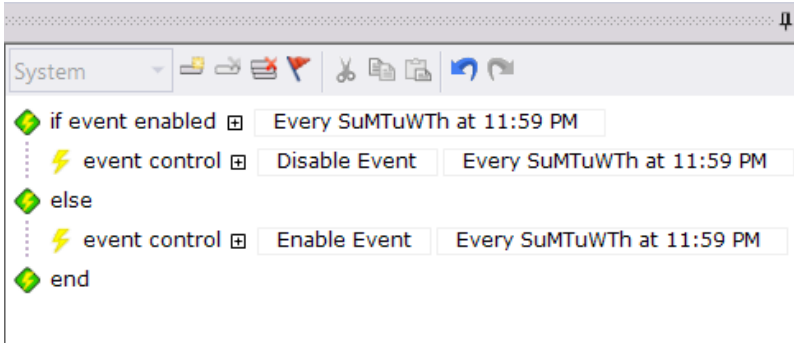 System
if event enabled Every SuMTuWTh at 11:59 PM
event control Disable Event Every SuMTuWTh at 11:59 PM
else
event control Enable Event Every SuMTuWTh at 11:59 PM
end